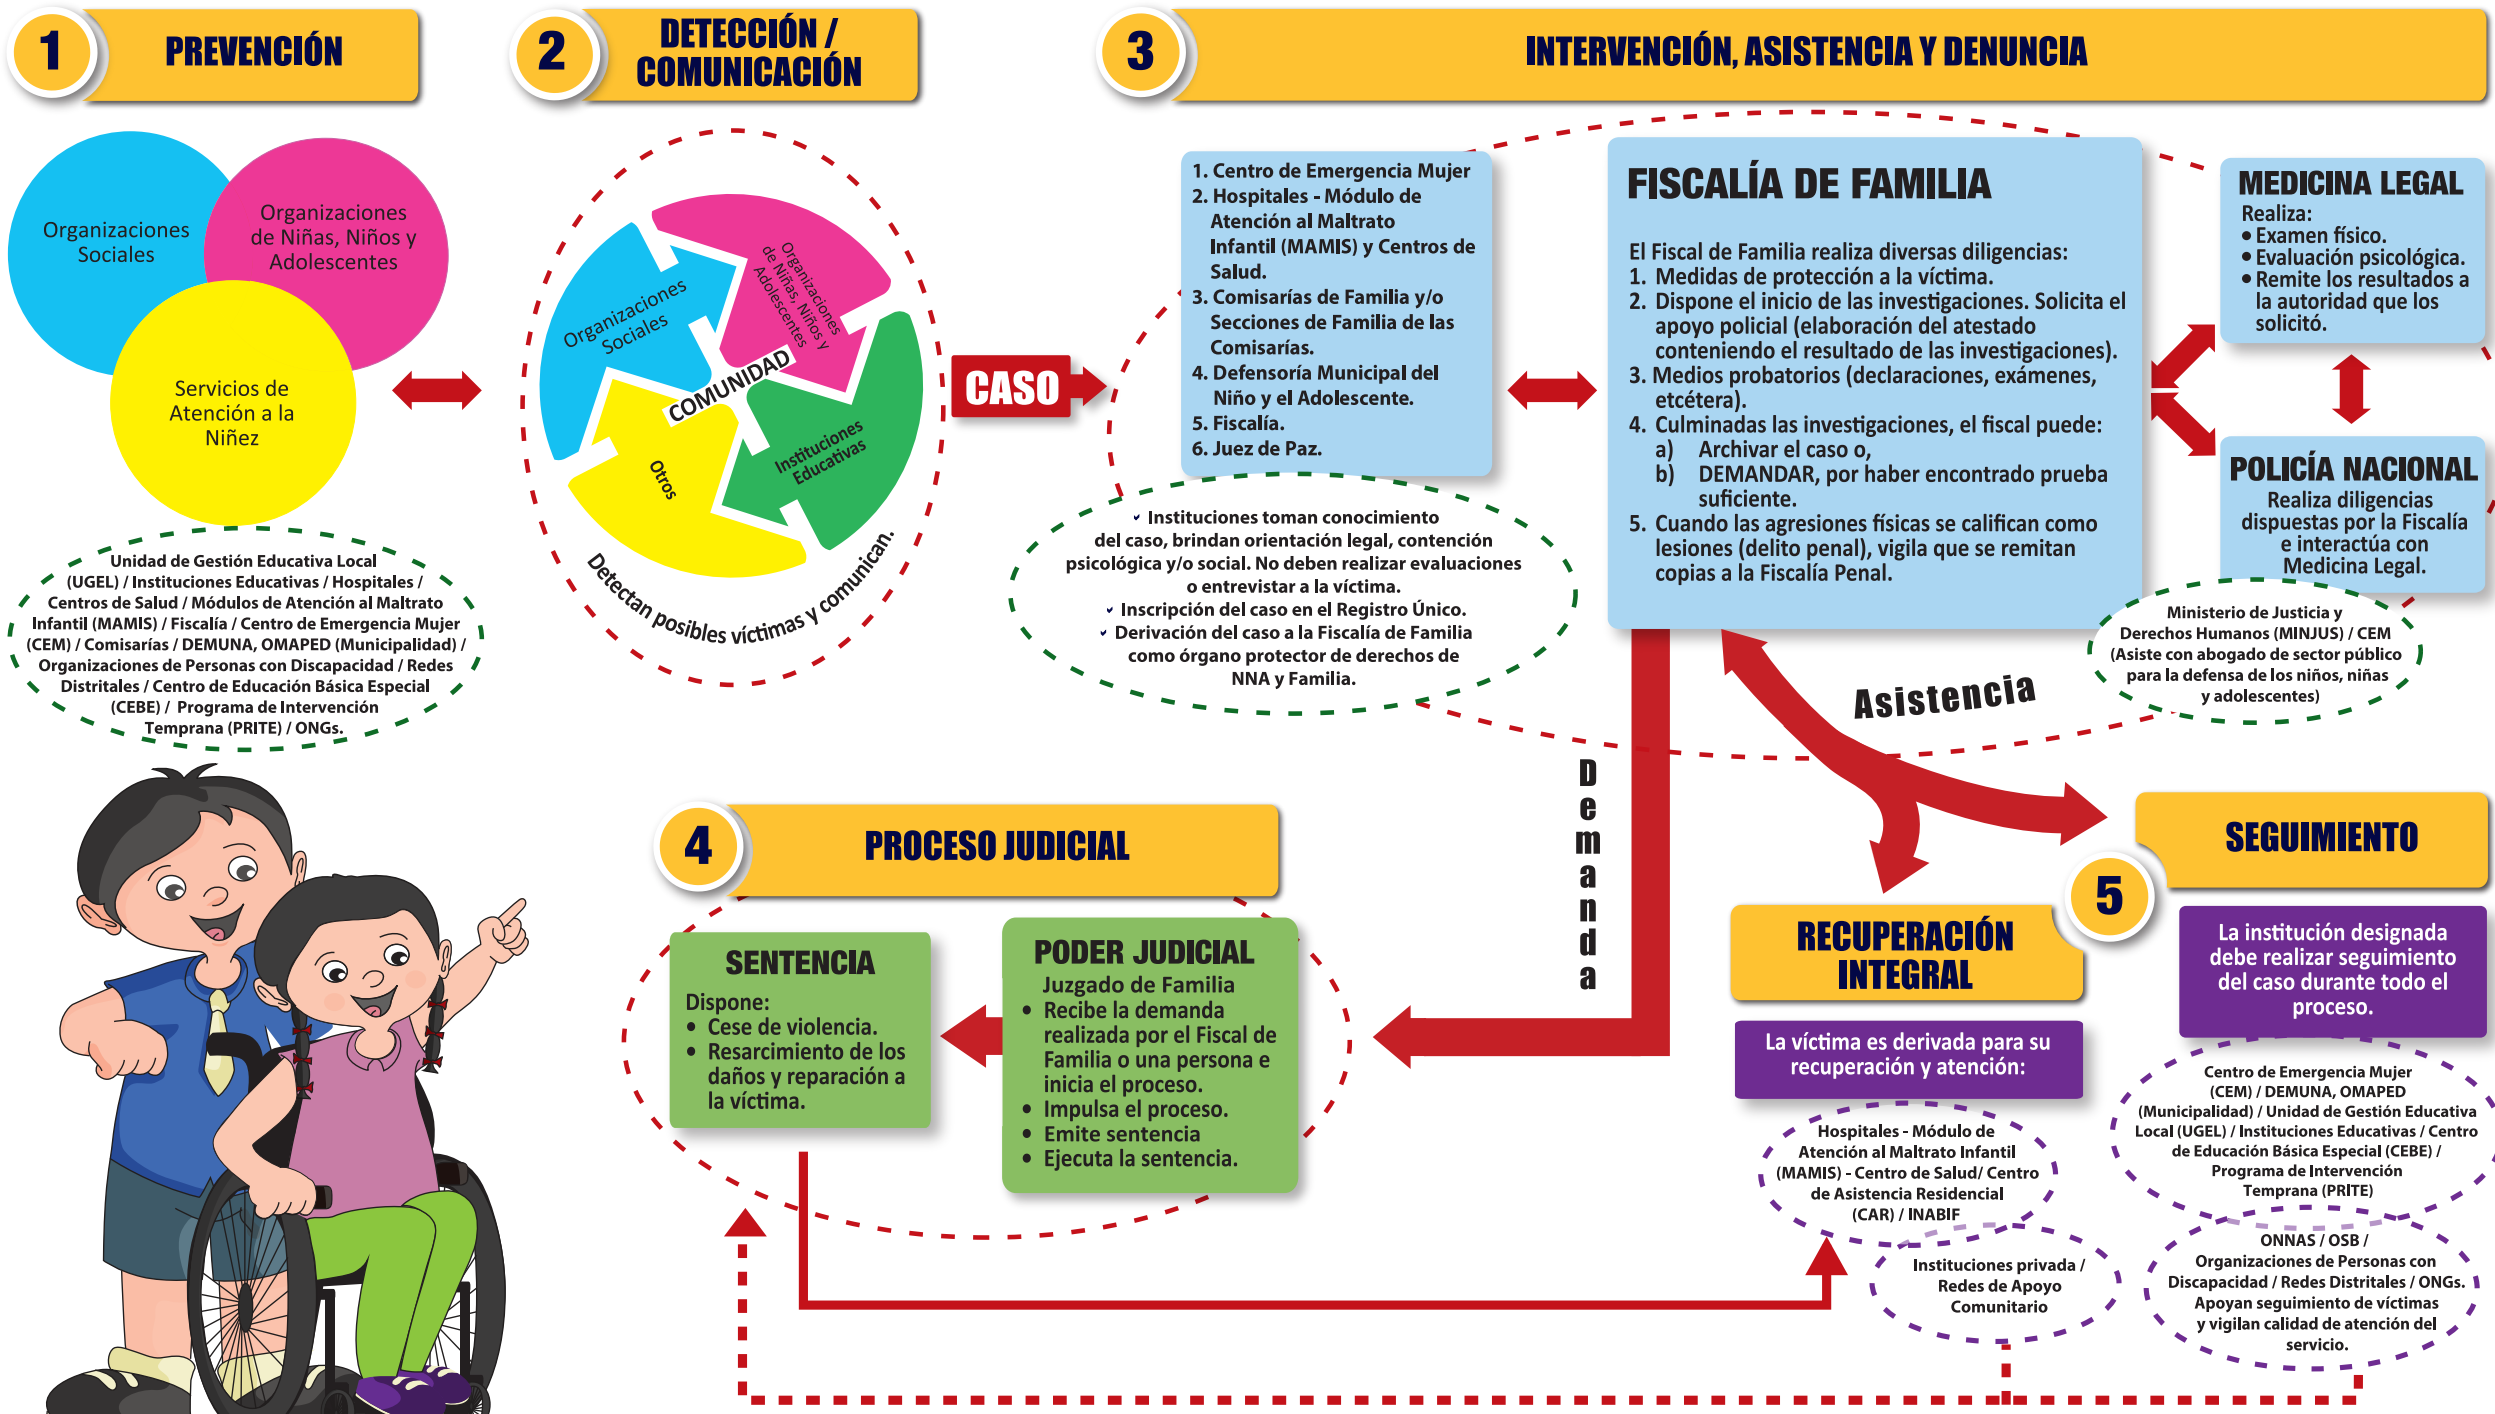 1
PREVENCIÓN
Organizaciones
Sociales
Organizaciones
de Niñas, Niños y
Adolescentes
Servicios de
Atención a la
Niñez
Unidad de Gestión Educativa Local
(UGEL) / Instituciones Educativas / Hospitales /
Centros de Salud / Módulos de Atención al Maltrato
Infantil (MAMIS) / Fiscalía / Centro de Emergencia Mujer
(CEM) / Comisarías / DEMUNA, OMAPED (Municipalidad) /
Organizaciones de Personas con Discapacidad / Redes
Distritales / Centro de Educación Básica Especial
(CEBE) / Programa de Intervención
Temprana (PRITE) / ONGs.
2
DETECCIÓN /
COMUNICACIÓN
Organizaciones
Sociales
Organizaciones
de Niñas, Niños y
Adolescentes
COMUNIDAD
Instituciones
Educativas
Otros
Detectan posibles víctimas y comunican.
CASO
3
INTERVENCIÓN, ASISTENCIA Y DENUNCIA
1. Centro de Emergencia Mujer
2. Hospitales - Módulo de
Atención al Maltrato
Infantil (MAMIS) y Centros de
Salud.
3. Comisarías de Familia y/o
Secciones de Familia de las
Comisarías.
4. Defensoría Municipal del
Niño y el Adolescente.
5. Fiscalía.
6. Juez de Paz.
Instituciones toman conocimiento
del caso, brindan orientación legal, contención
psicológica y/o social. No deben realizar evaluaciones
o entrevistar a la víctima.
Inscripción del caso en el Registro Único.
Derivación del caso a la Fiscalía de Familia
como órgano protector de derechos de
NNA y Familia.
FISCALÍA DE FAMILIA
El Fiscal de Familia realiza diversas diligencias:
1. Medidas de protección a la víctima.
2. Dispone el inicio de las investigaciones. Solicita el
apoyo policial (elaboración del atestado
conteniendo el resultado de las investigaciones).
3. Medios probatorios (declaraciones, exámenes,
etcétera).
4. Culminadas las investigaciones, el fiscal puede:
a) Archivar el caso o,
b) DEMANDAR, por haber encontrado prueba
suficiente.
5. Cuando las agresiones físicas se califican como
lesiones (delito penal), vigila que se remitan
copias a la Fiscalía Penal.
MEDICINA LEGAL
Realiza:
• Examen físico.
• Evaluación psicológica.
• Remite los resultados a
la autoridad que los
solicitó.
POLICÍA NACIONAL
Realiza diligencias
dispuestas por la Fiscalía
e interactúa con
Medicina Legal.
Ministerio de Justicia y
Derechos Humanos (MINJUS) / CEM
(Asiste con abogado de sector público
para la defensa de los niños, niñas
y adolescentes)
Asistencia
Demanda
4
PROCESO JUDICIAL
SENTENCIA
Dispone:
• Cese de violencia.
• Resarcimiento de los
daños y reparación a
la víctima.
PODER JUDICIAL
Juzgado de Familia
• Recibe la demanda
realizada por el Fiscal de
Familia o una persona e
inicia el proceso.
• Impulsa el proceso.
• Emite sentencia
• Ejecuta la sentencia.
RECUPERACIÓN
INTEGRAL
La víctima es derivada para su
recuperación y atención:
Hospitales - Módulo de
Atención al Maltrato Infantil
(MAMIS) - Centro de Salud/ Centro
de Asistencia Residencial
(CAR) / INABIF
Instituciones privada /
Redes de Apoyo
Comunitario
5
SEGUIMIENTO
La institución designada
debe realizar seguimiento
del caso durante todo el
proceso.
Centro de Emergencia Mujer
(CEM) / DEMUNA, OMAPED
(Municipalidad) / Unidad de Gestión Educativa
Local (UGEL) / Instituciones Educativas / Centro
de Educación Básica Especial (CEBE) /
Programa de Intervención
Temprana (PRITE)
ONNAS / OSB /
Organizaciones de Personas con
Discapacidad / Redes Distritales / ONGs.
Apoyan seguimiento de víctimas
y vigilan calidad de atención del
servicio.